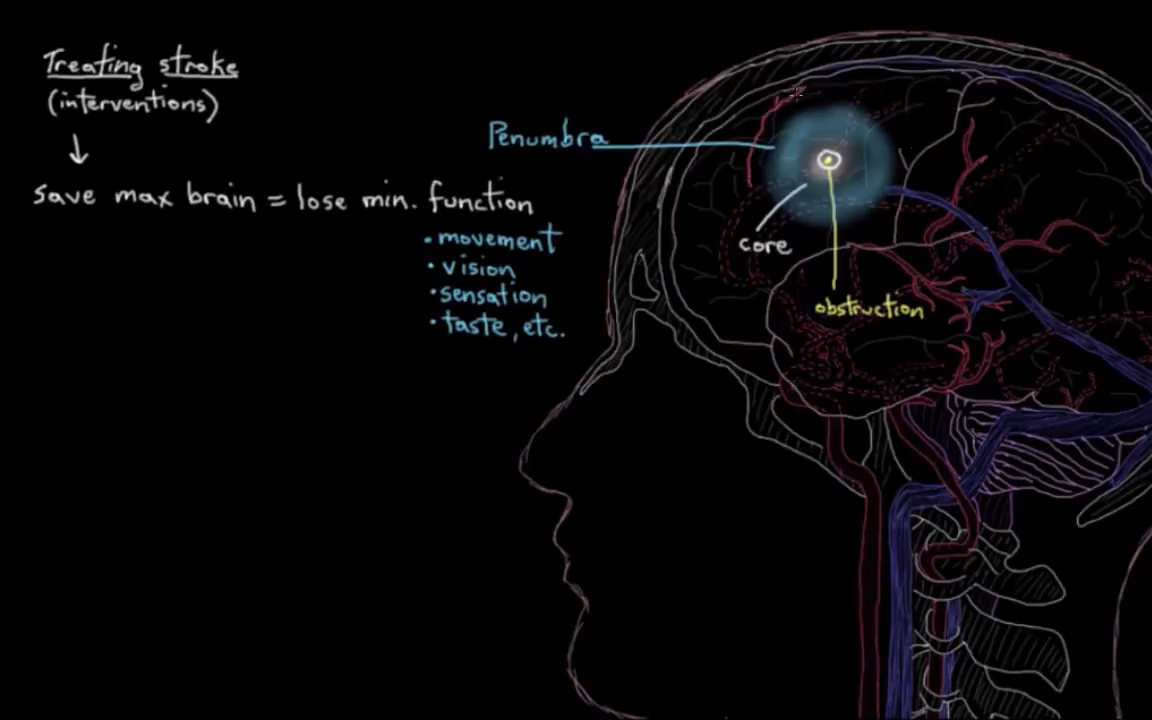 Treating stroke
(interventions)
↓
save max brain = lose min. function
• movement
• vision
• sensation
• taste, etc.
Penumbra
core
obstruction